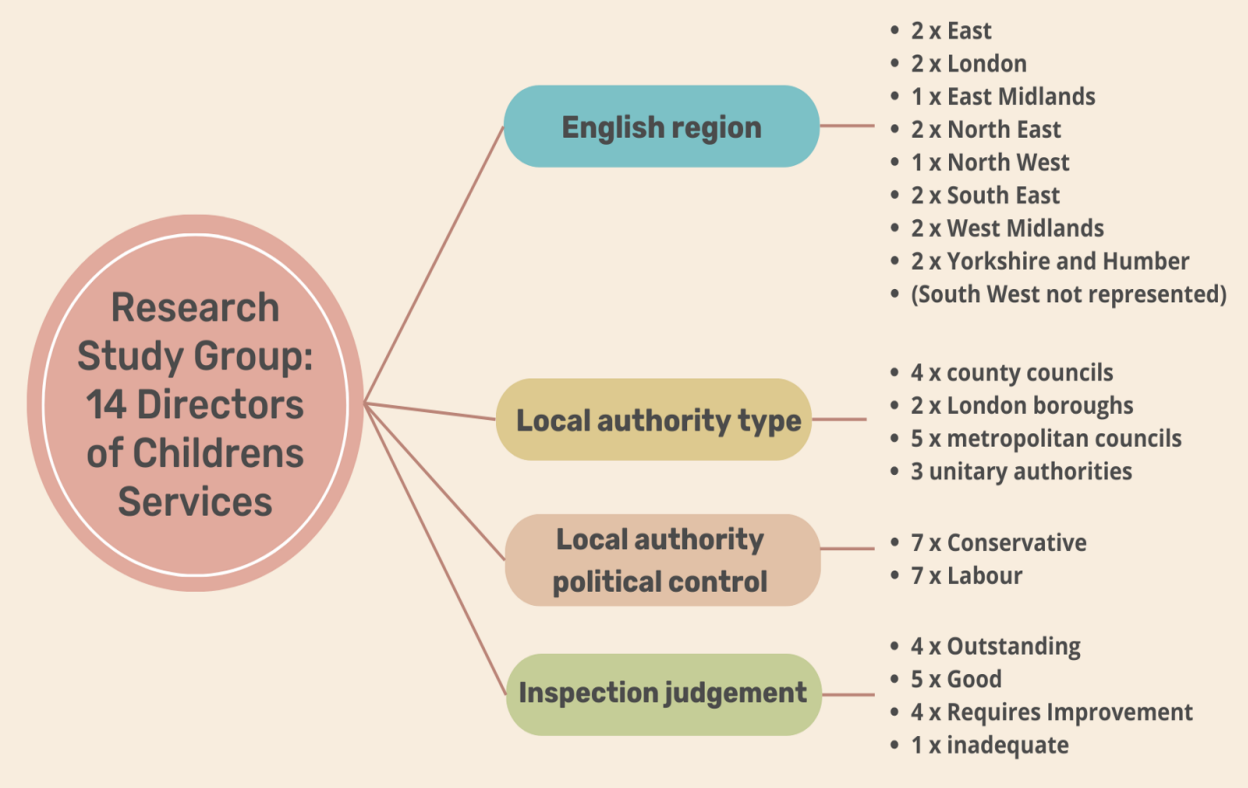 Research
Study Group:
14 Directors
of Childrens
Services
English region
• 2 x East
• 2 x London
• 1 x East Midlands
• 2 x North East
• 1 x North West
• 2 x South East
• 2 x West Midlands
• 2 x Yorkshire and Humber
• (South West not represented)
Local authority type
• 4 x county councils
• 2 x London boroughs
• 5 x metropolitan councils
• 3 unitary authorities
Local authority
political control
• 7 x Conservative
• 7 x Labour
Inspection judgement
• 4 x Outstanding
• 5 x Good
• 4 x Requires Improvement
• 1 x inadequate